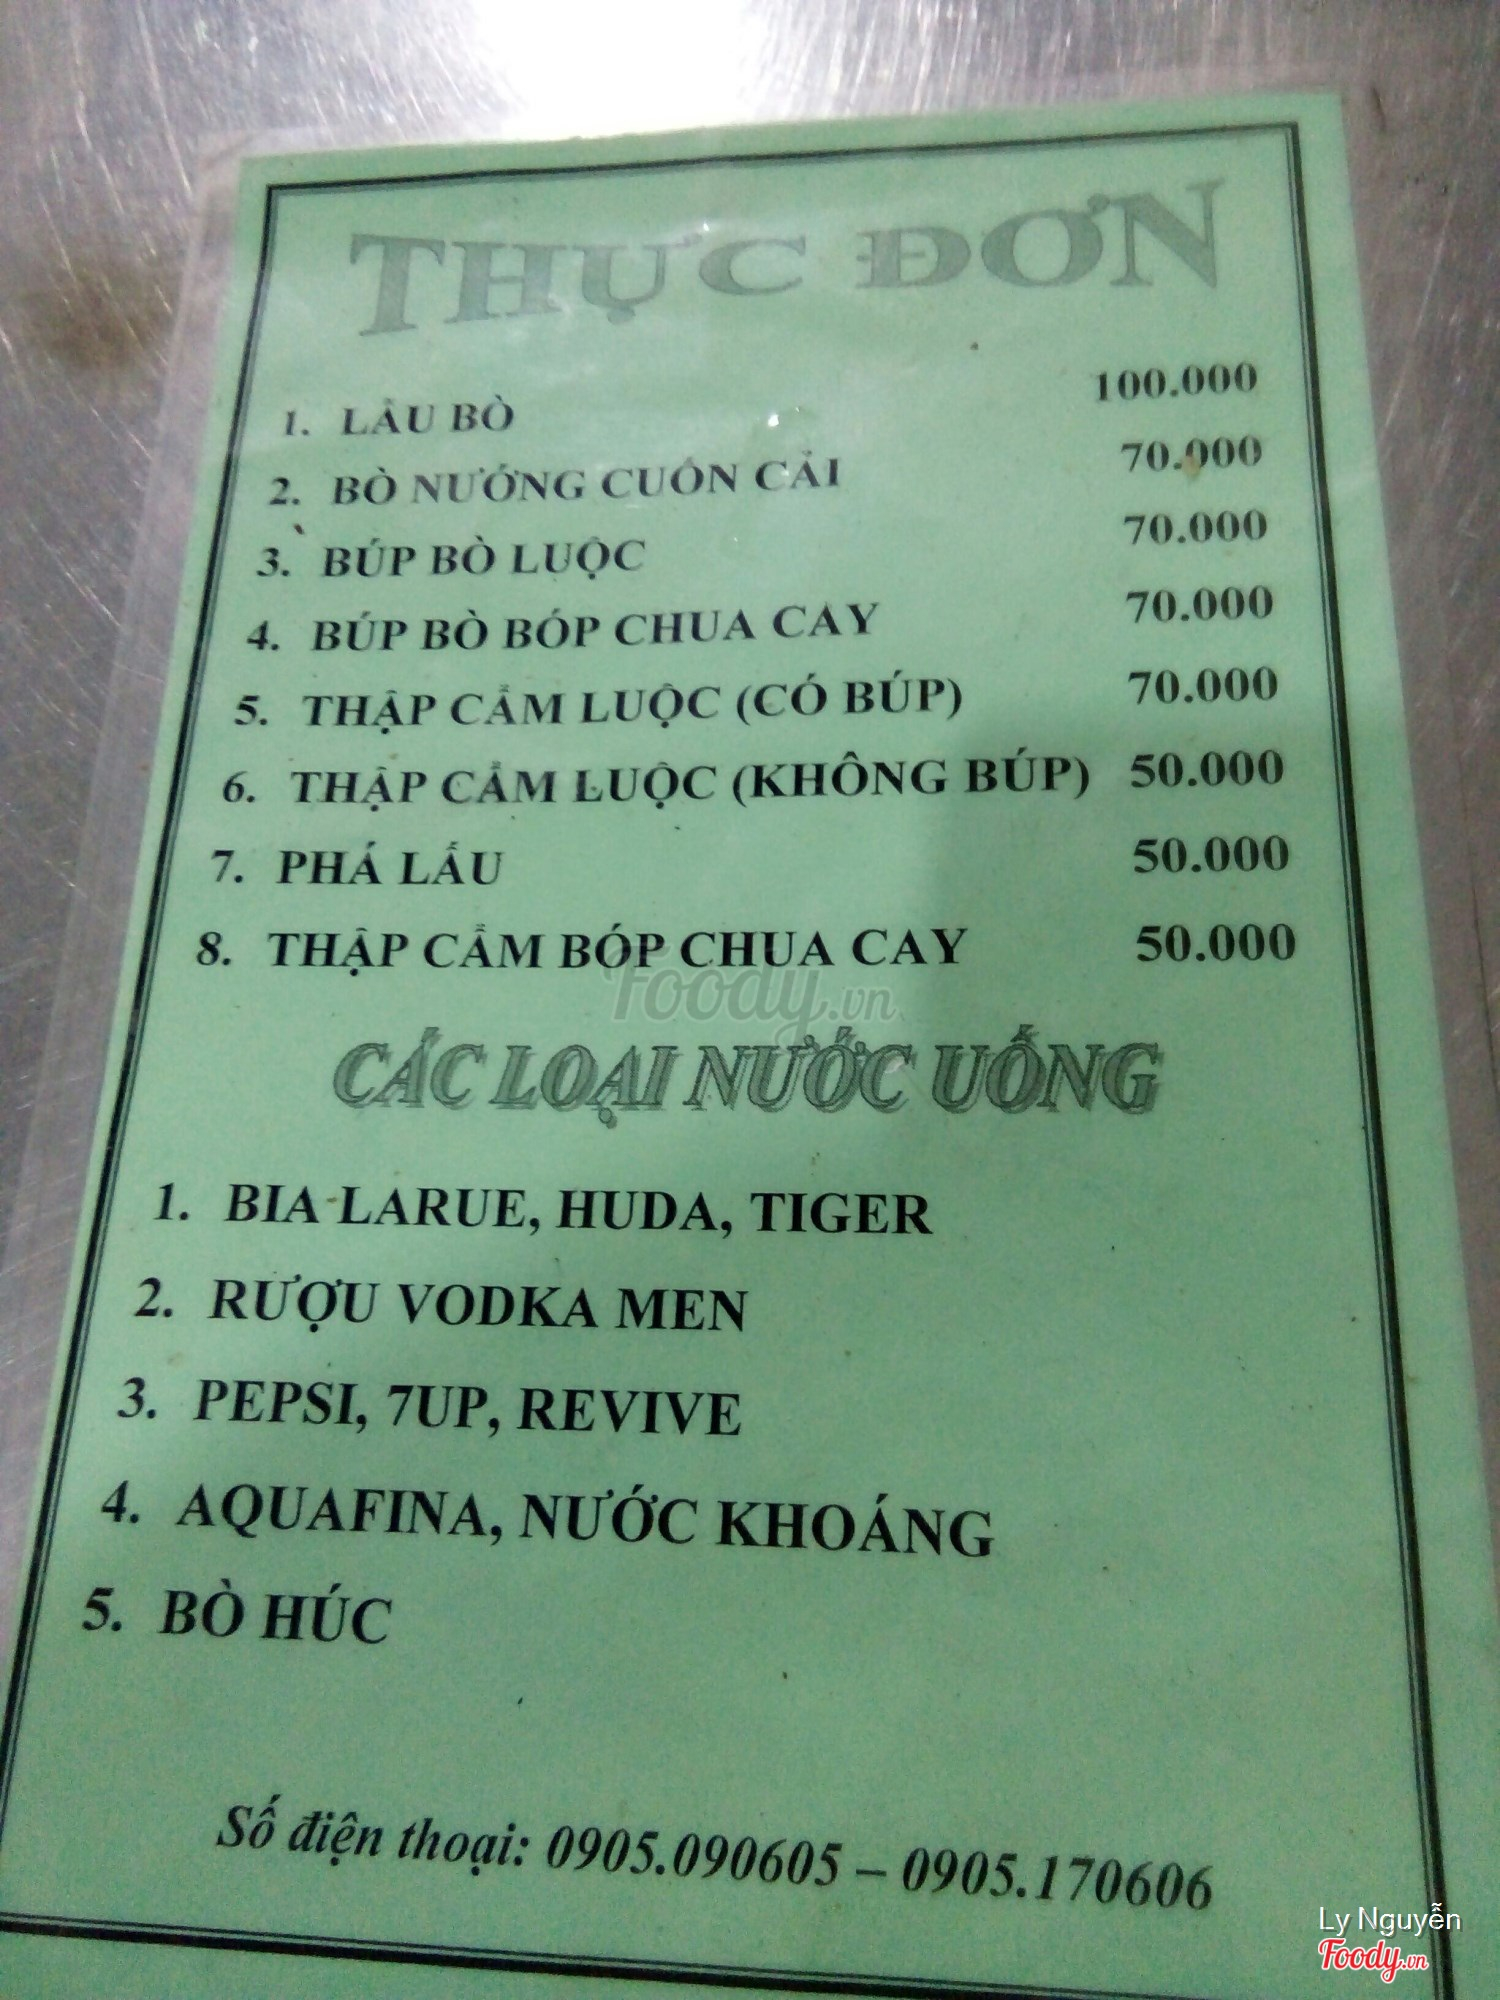 THỰC ĐƠN
1. LẨU BÒ 100.000
2. BÒ NƯỚNG CUỐN CẢI 70.000
3. BÚP BÒ LUỘC 70.000
4. BÚP BÒ BÓP CHUA CAY 70.000
5. THẬP CẨM LUỘC (CÓ BÚP) 70.000
6. THẬP CẨM LUỘC (KHÔNG BÚP) 50.000
7. PHÁ LẤU 50.000
8. THẬP CẨM BÓP CHUA CAY 50.000
Foody.vn
CÁC LOẠI NƯỚC UỐNG
1. BIA LARUE, HUDA, TIGER
2. RƯỢU VODKA MEN
3. PEPSI, 7UP, REVIVE
4. AQUAFINA, NƯỚC KHOÁNG
5. BÒ HÚC
Số điện thoại: 0905.090605 – 0905.170606
Ly Nguyễn
Foody.vn